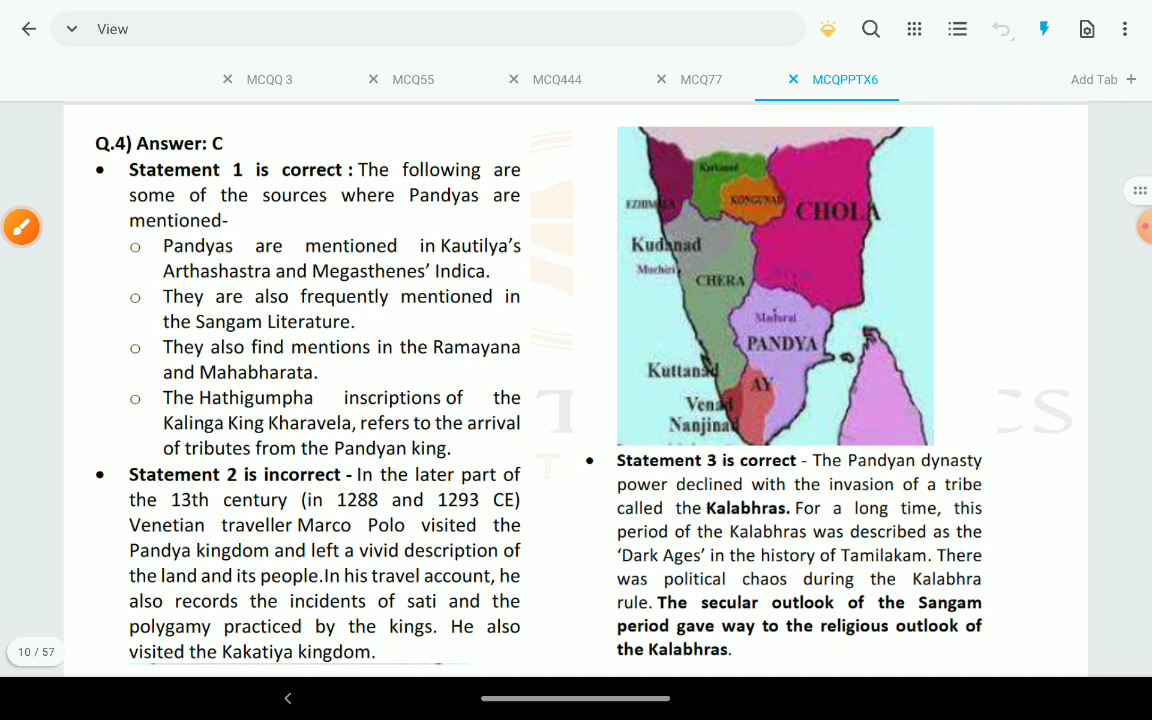 View
MCQQ 3
MCQ55
MCQ444
MCQ77
MCQPPTX6
Add Tab
Q.4) Answer: C
• Statement 1 is correct : The following are
some of the sources where Pandyas are
mentioned-
o Pandyas are mentioned in Kautilya’s
Arthashastra and Megasthenes’ Indica.
o They are also frequently mentioned in
the Sangam Literature.
o They also find mentions in the Ramayana
and Mahabharata.
o The Hathigumpha inscriptions of the
Kalinga King Kharavela, refers to the arrival
of tributes from the Pandyan king.
• Statement 2 is incorrect - In the later part of
the 13th century (in 1288 and 1293 CE)
Venetian traveller Marco Polo visited the
Pandya kingdom and left a vivid description of
the land and its people.In his travel account, he
also records the incidents of sati and the
polygamy practiced by the kings. He also
visited the Kakatiya kingdom.
KONGUNAD
CHOLA
Kudanad
Muchiri
CHERA
Madurai
PANDYA
Kuttanad
AY
Venad
Nanjinad
• Statement 3 is correct - The Pandyan dynasty
power declined with the invasion of a tribe
called the Kalabhras. For a long time, this
period of the Kalabhras was described as the
‘Dark Ages’ in the history of Tamilakam. There
was political chaos during the Kalabhra
rule. The secular outlook of the Sangam
period gave way to the religious outlook of
the Kalabhras.
10 / 57